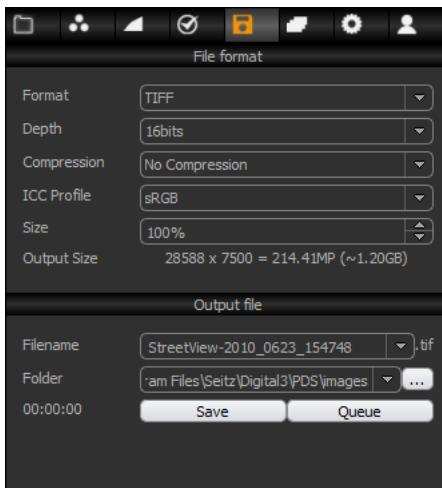 File format
Format TIFF
Depth 16bits
Compression No Compression
ICC Profile sRGB
Size 100%
Output Size 28588 x 7500 = 214.41MP (~1.20GB)
Output file
Filename StreetView-2010_0623_154748 .tif
Folder ram Files\Seitz\Digital3\PDS\images ...
00:00:00 Save Queue